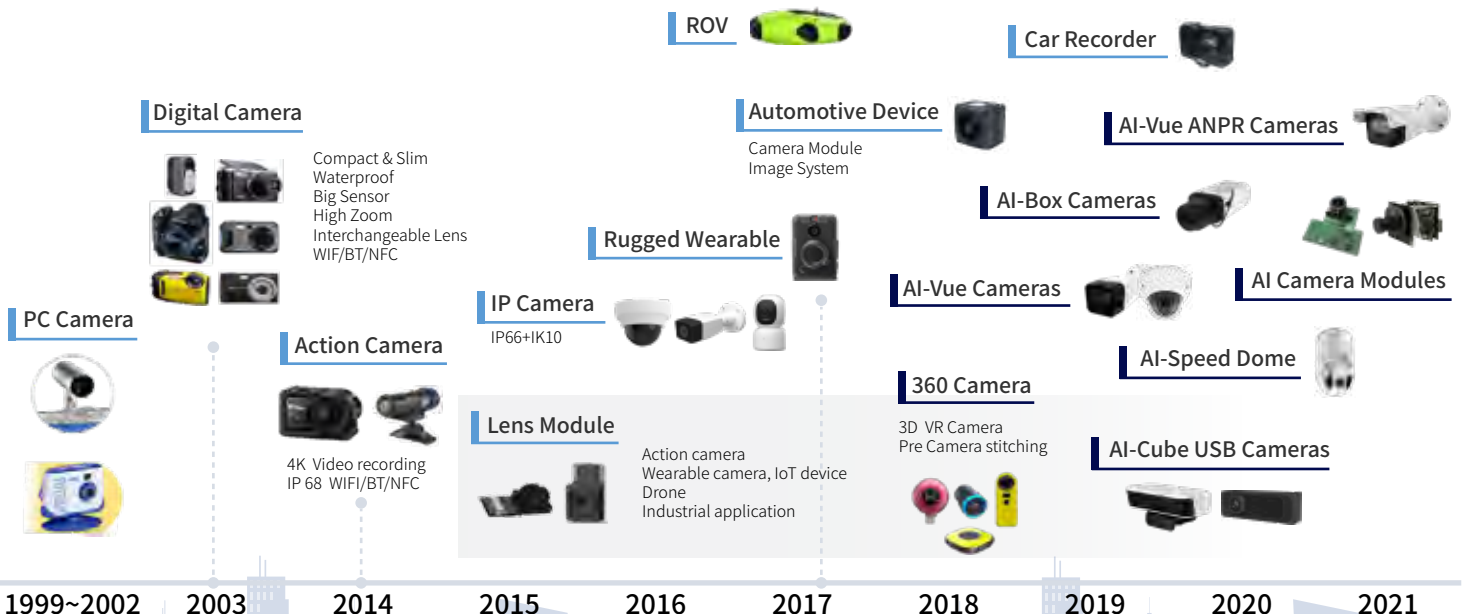 ROV
Car Recorder
Digital Camera
Compact & Slim
Waterproof
Big Sensor
High Zoom
Interchangeable Lens
WIF/BT/NFC
Automotive Device
Camera Module
Image System
AI-Vue ANPR Cameras
AI-Box Cameras
Rugged Wearable
AI-Vue Cameras
AI Camera Modules
PC Camera
IP Camera
IP66+IK10
Action Camera
4K Video recording
IP 68 WIFI/BT/NFC
AI-Speed Dome
360 Camera
3D VR Camera
Pre Camera stitching
Lens Module
Action camera
Wearable camera, IoT device
Drone
Industrial application
AI-Cube USB Cameras
1999~2002 2003 2014 2015 2016 2017 2018 2019 2020 2021